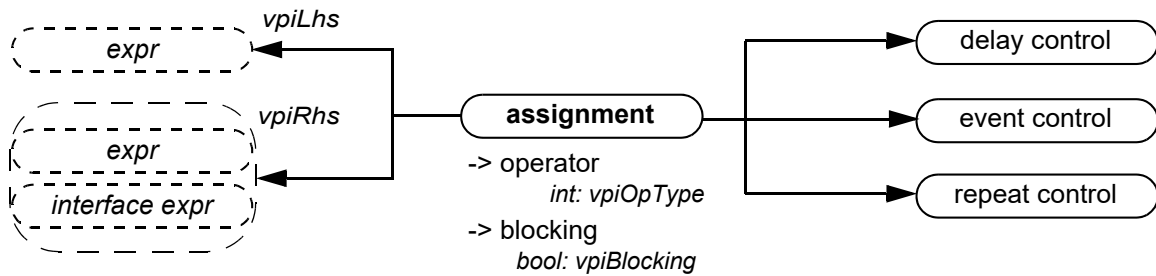 vpiLhs
expr
vpiRhs
expr
interface expr
assignment
-> operator
int: vpiOpType
-> blocking
bool: vpiBlocking
delay control
event control
repeat control